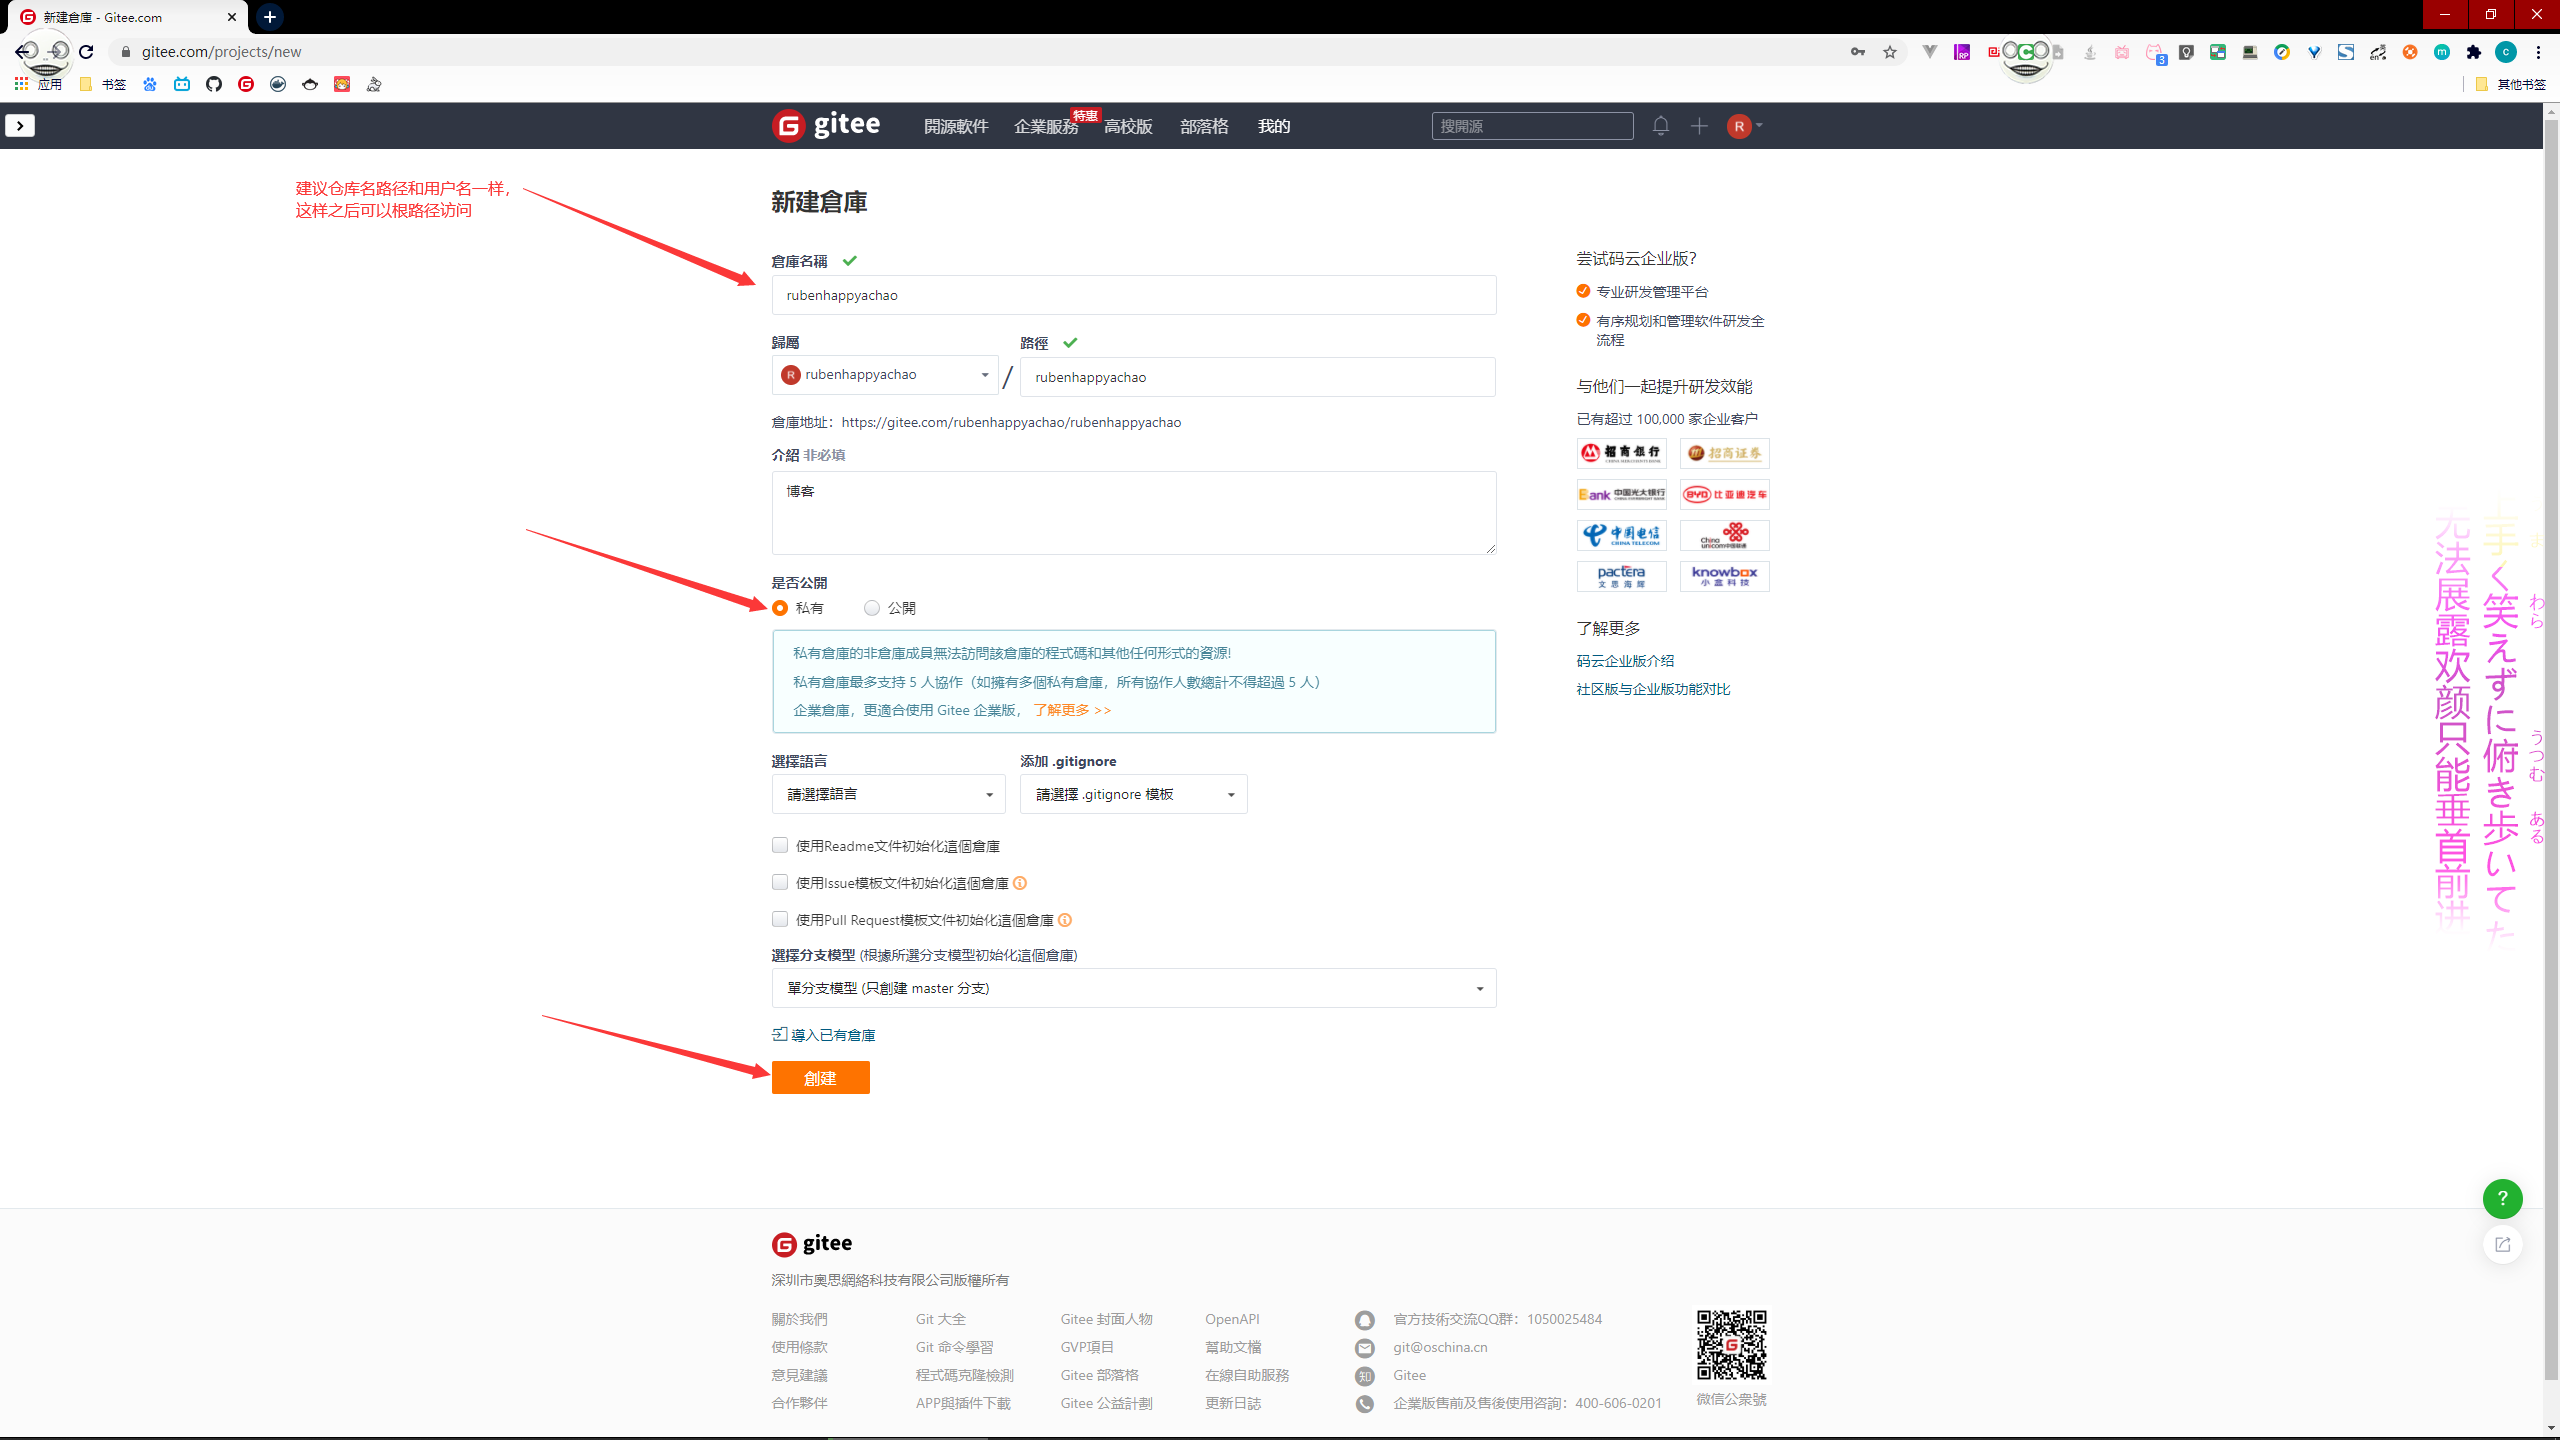 新建倉庫 - Gitee.com
gitee.com/projects/new
应用
书签
其他书签
gitee
開源軟件
企業服務
特惠
高校版
部落格
我的
搜開源
R
建议仓库名路径和用户名一样，
这样之后可以根路径访问
新建倉庫
倉庫名稱
rubenhappyachao
歸屬
路徑
R rubenhappyachao
/
rubenhappyachao
倉庫地址：https://gitee.com/rubenhappyachao/rubenhappyachao
介紹 非必填
博客
是否公開
私有
公開
私有倉庫的非倉庫成員無法訪問該倉庫的程式碼和其他任何形式的資源!
私有倉庫最多支持 5 人協作（如擁有多個私有倉庫，所有協作人數總計不得超過 5 人）
企業倉庫，更適合使用 Gitee 企業版， 了解更多 >>
選擇語言
添加 .gitignore
請選擇語言
請選擇 .gitignore 模板
使用Readme文件初始化這個倉庫
使用Issue模板文件初始化這個倉庫
使用Pull Request模板文件初始化這個倉庫
選擇分支模型 (根據所選分支模型初始化這個倉庫)
單分支模型 (只創建 master 分支)
導入已有倉庫
創建
尝试码云企业版？
专业研发管理平台
有序规划和管理软件研发全
流程
与他们一起提升研发效能
已有超过 100,000 家企业客户
招商银行
招商证券
Bank 中国光大银行
BYD 比亚迪汽车
中国电信
CHINA TELECOM
China
unicom中国联通
pactera
文思海辉
knowbox
小盒科技
了解更多
码云企业版介绍
社区版与企业版功能对比
ま わら うつむ ある
上手く笑えずに俯き歩いてた
无法展露欢颜只能垂首前进
?
gitee
深圳市奧思網絡科技有限公司版權所有
關於我們
Git 大全
Gitee 封面人物
OpenAPI
官方技術交流QQ群：1050025484
使用條款
Git 命令學習
GVP項目
幫助文檔
git@oschina.cn
意見建議
程式碼克隆檢測
Gitee 部落格
在線自助服務
知 Gitee
合作夥伴
APP與插件下載
Gitee 公益計劃
更新日誌
企業版售前及售後使用咨詢：400-606-0201
微信公衆號